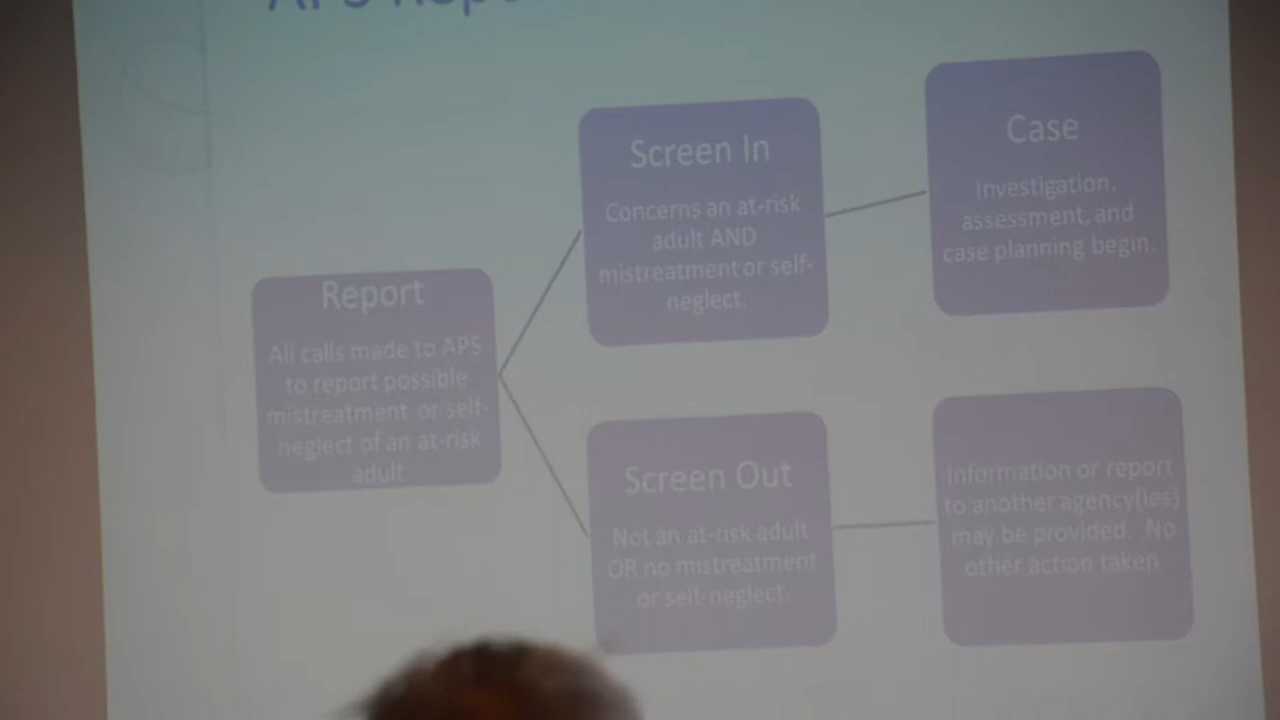 APS
Report
All calls made to APS
to report possible
mistreatment or self-
neglect of an at-risk
adult
Screen In
Concerns an at-risk
adult AND
mistreatment or self-
neglect.
Case
Investigation,
assessment, and
case planning begin.
Screen Out
Not an at-risk adult
OR no mistreatment
or self-neglect.
Information or report
to another agency(ies)
may be provided. No
other action taken.